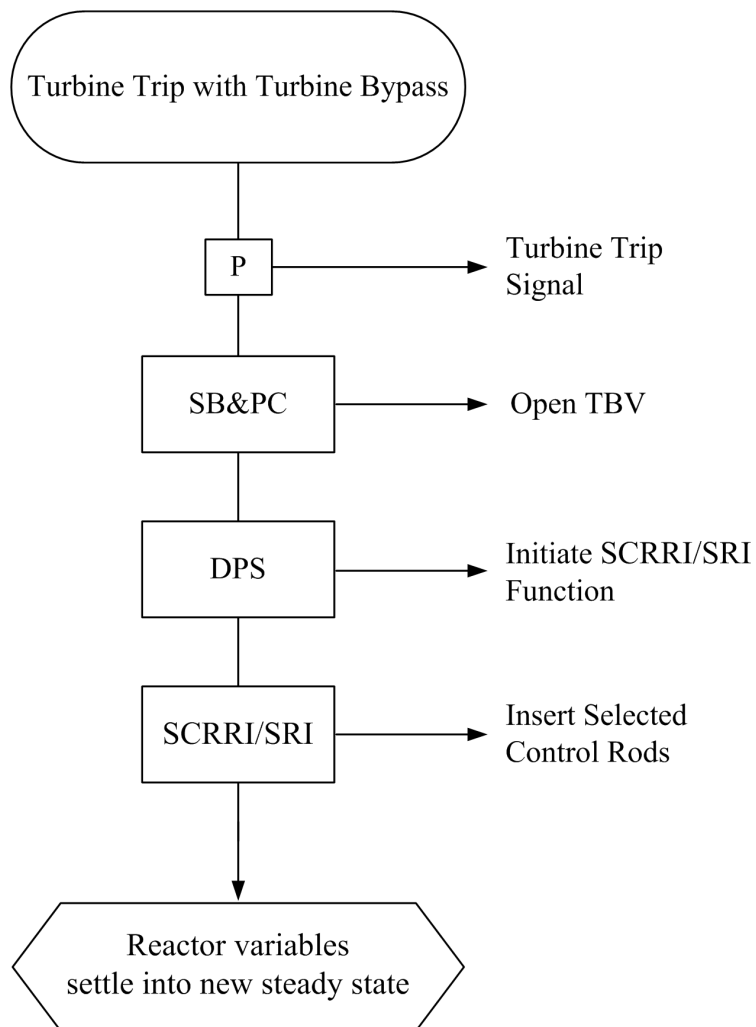 Turbine Trip with Turbine Bypass
P
Turbine Trip
Signal
SB&PC
Open TBV
DPS
Initiate SCRRI/SRI
Function
SCRRI/SRI
Insert Selected
Control Rods
Reactor variables
settle into new steady state